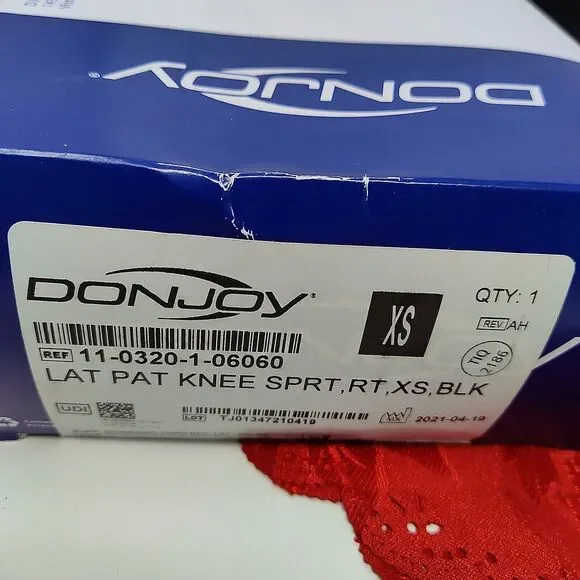 DONJOY®
DONJOY®
XS
QTY: 1
REV AH
REF 11-0320-1-06060
TIQ
2186
LAT PAT KNEE SPRT,RT,XS,BLK
UDI
LOT TJ01347210419
2021-04-19